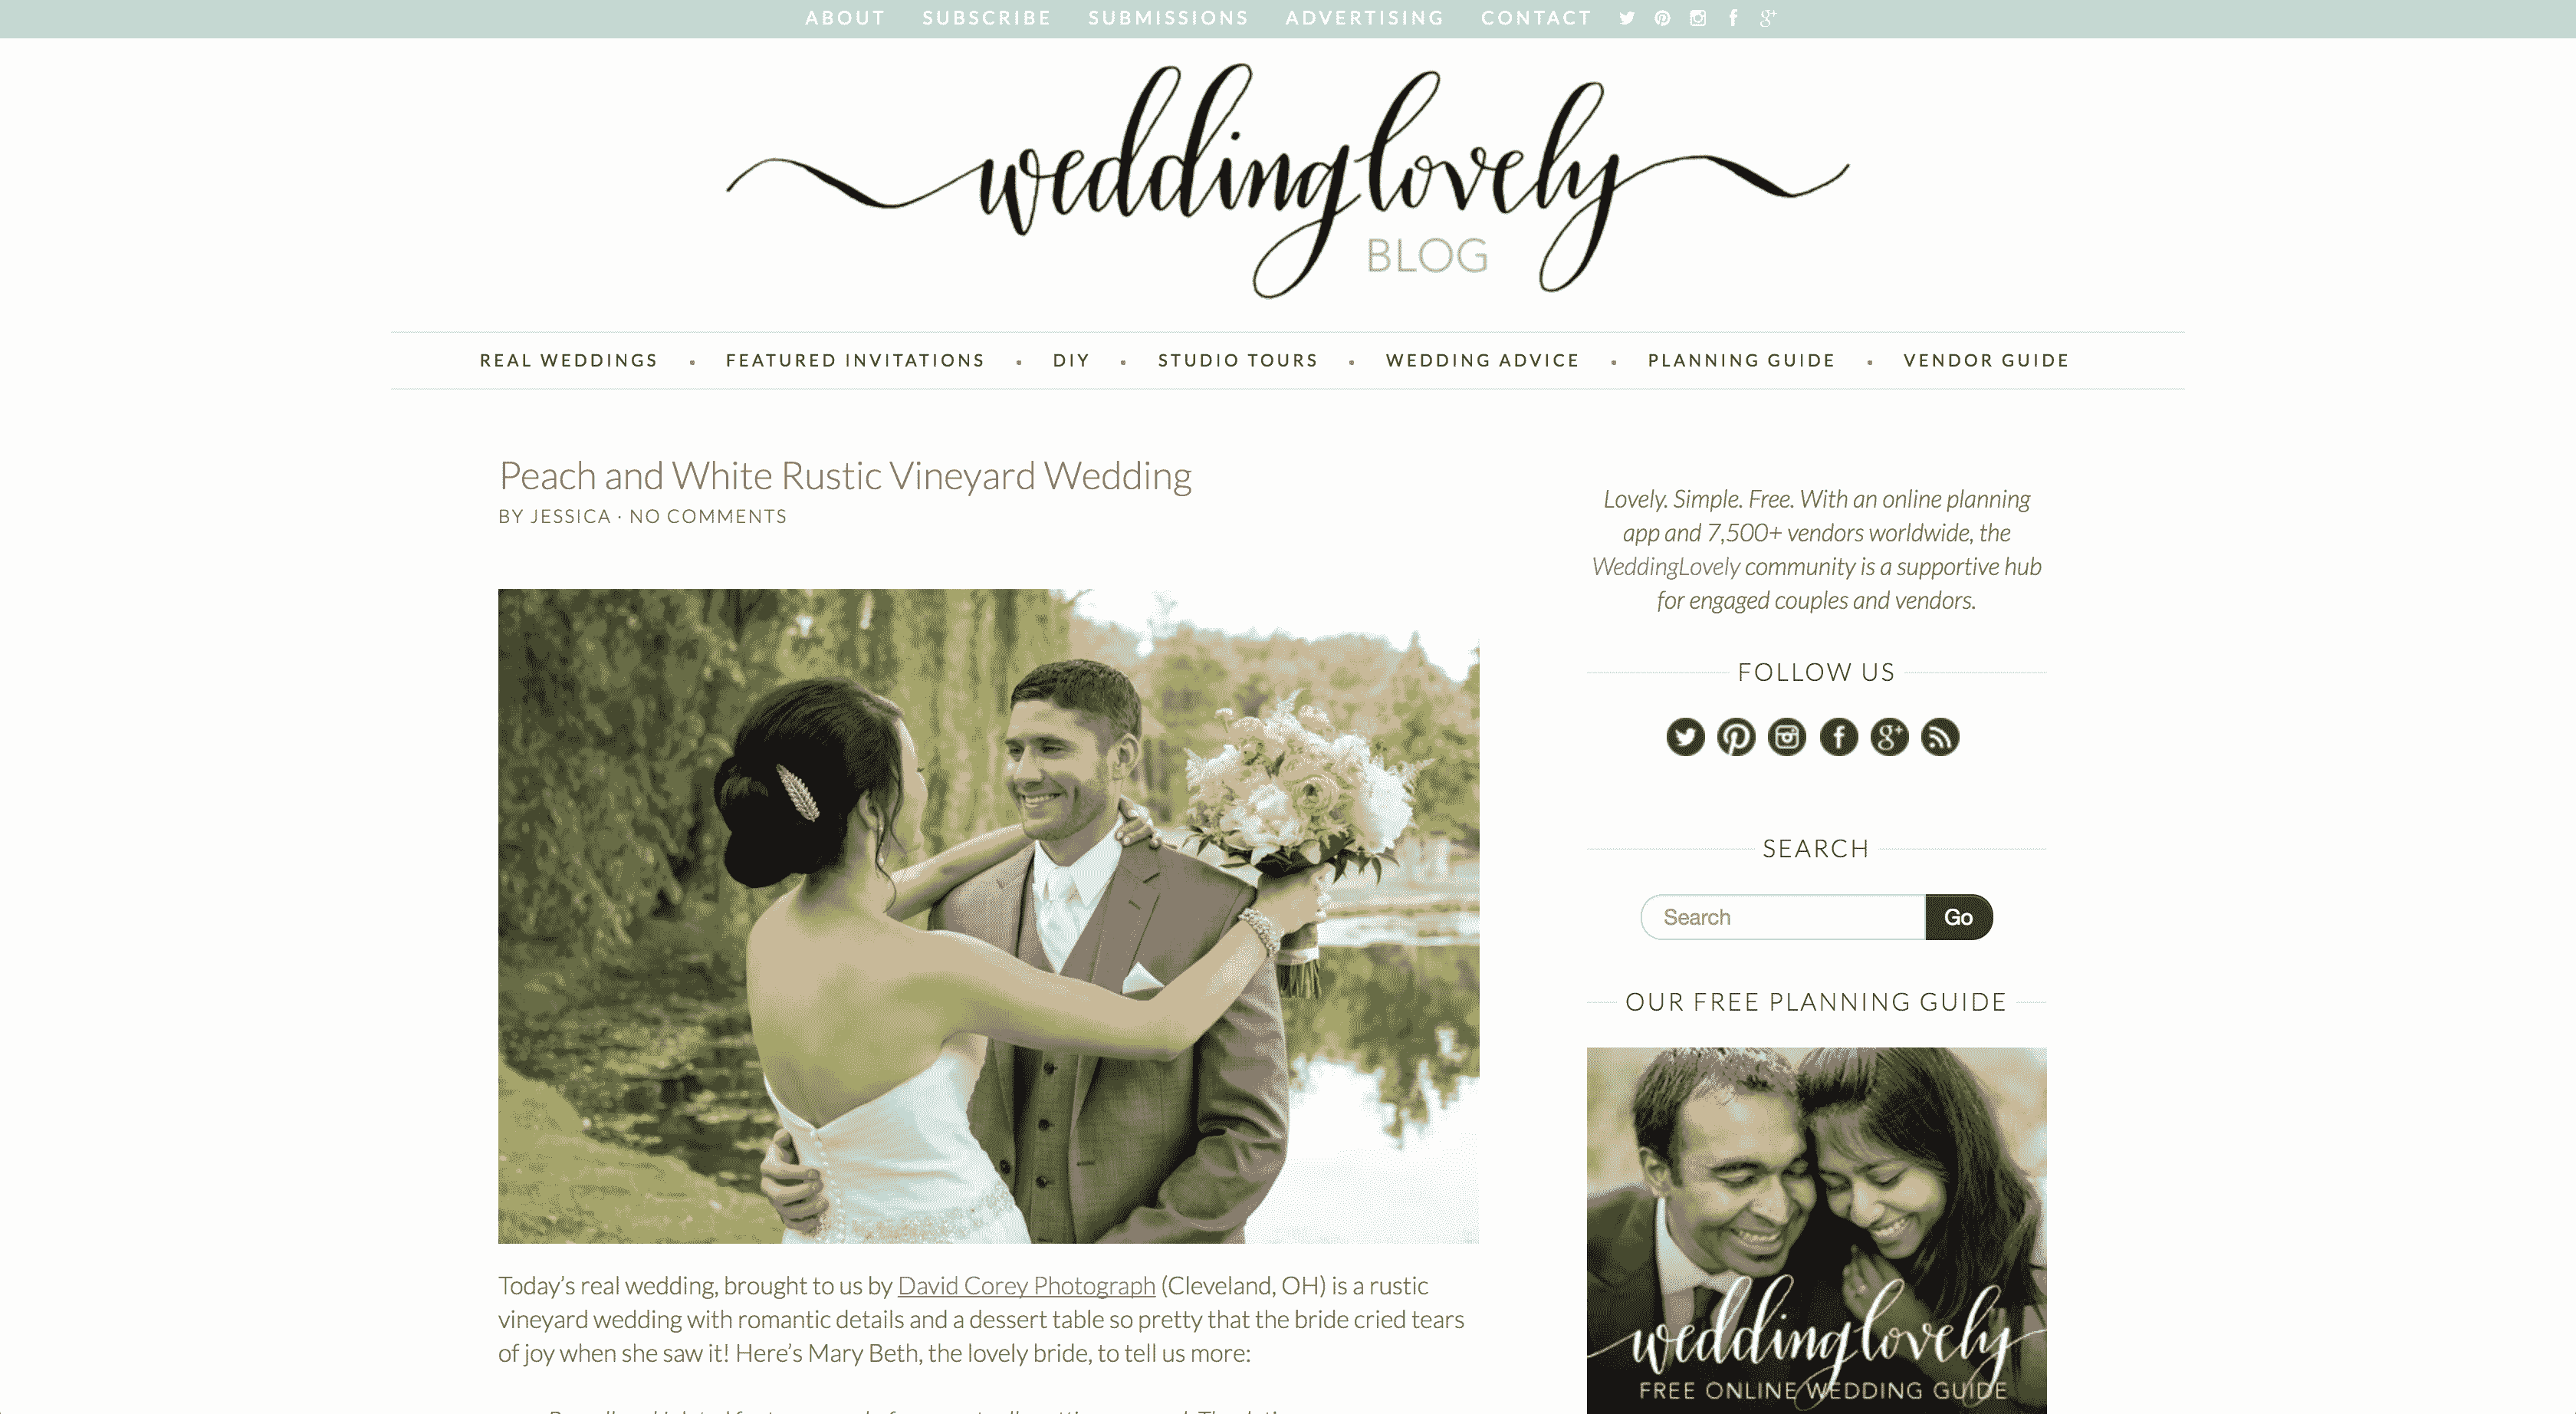 ABOUT SUBSCRIBE SUBMISSIONS ADVERTISING CONTACT
weddinglovely
BLOG
REAL WEDDINGS • FEATURED INVITATIONS • DIY • STUDIO TOURS • WEDDING ADVICE • PLANNING GUIDE • VENDOR GUIDE
Peach and White Rustic Vineyard Wedding
BY JESSICA · NO COMMENTS
Today's real wedding, brought to us by David Corey Photograph (Cleveland, OH) is a rustic
vineyard wedding with romantic details and a dessert table so pretty that the bride cried tears
of joy when she saw it! Here's Mary Beth, the lovely bride, to tell us more:
Lovely. Simple. Free. With an online planning
app and 7,500+ vendors worldwide, the
WeddingLovely community is a supportive hub
for engaged couples and vendors.
FOLLOW US
SEARCH
Search Go
OUR FREE PLANNING GUIDE
weddinglovely
FREE ONLINE WEDDING GUIDE